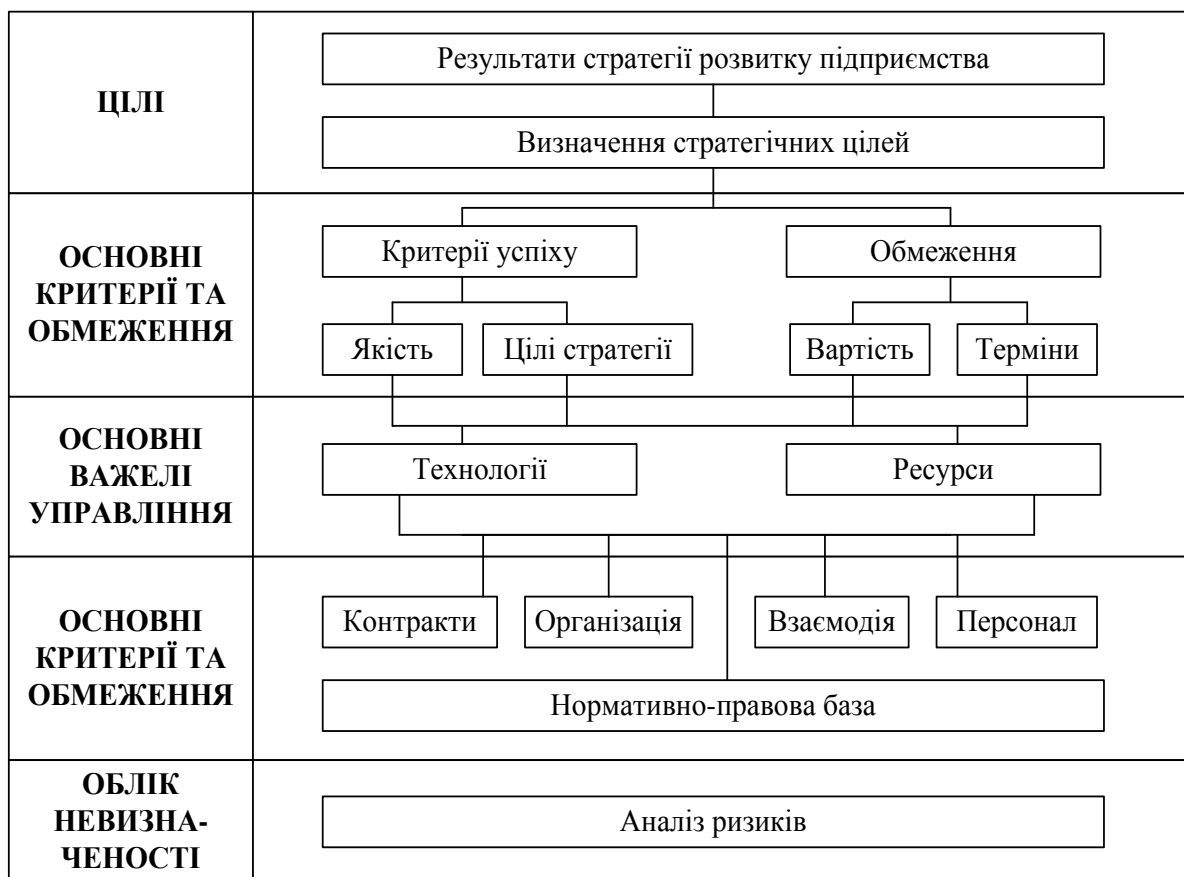 ЦІЛІ
Результати стратегії розвитку підприємства
Визначення стратегічних цілей
ОСНОВНІ
КРИТЕРІЇ ТА
ОБМЕЖЕННЯ
Критерії успіху
Обмеження
Якість
Цілі стратегії
Вартість
Терміни
ОСНОВНІ
ВАЖЕЛІ
УПРАВЛІННЯ
Технології
Ресурси
ОСНОВНІ
КРИТЕРІЇ ТА
ОБМЕЖЕННЯ
Контракти
Організація
Взаємодія
Персонал
Нормативно-правова база
ОБЛІК
НЕВИЗНА-
ЧЕНОСТІ
Аналіз ризиків